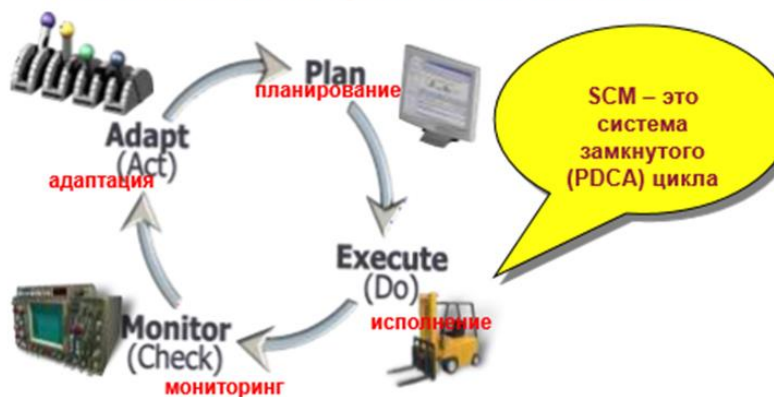 Plan
планирование
Execute
(Do)
исполнение
Monitor
(Check)
мониторинг
Adapt
(Act)
адаптация
SCM – это
система
замкнутого
(PDCA) цикла